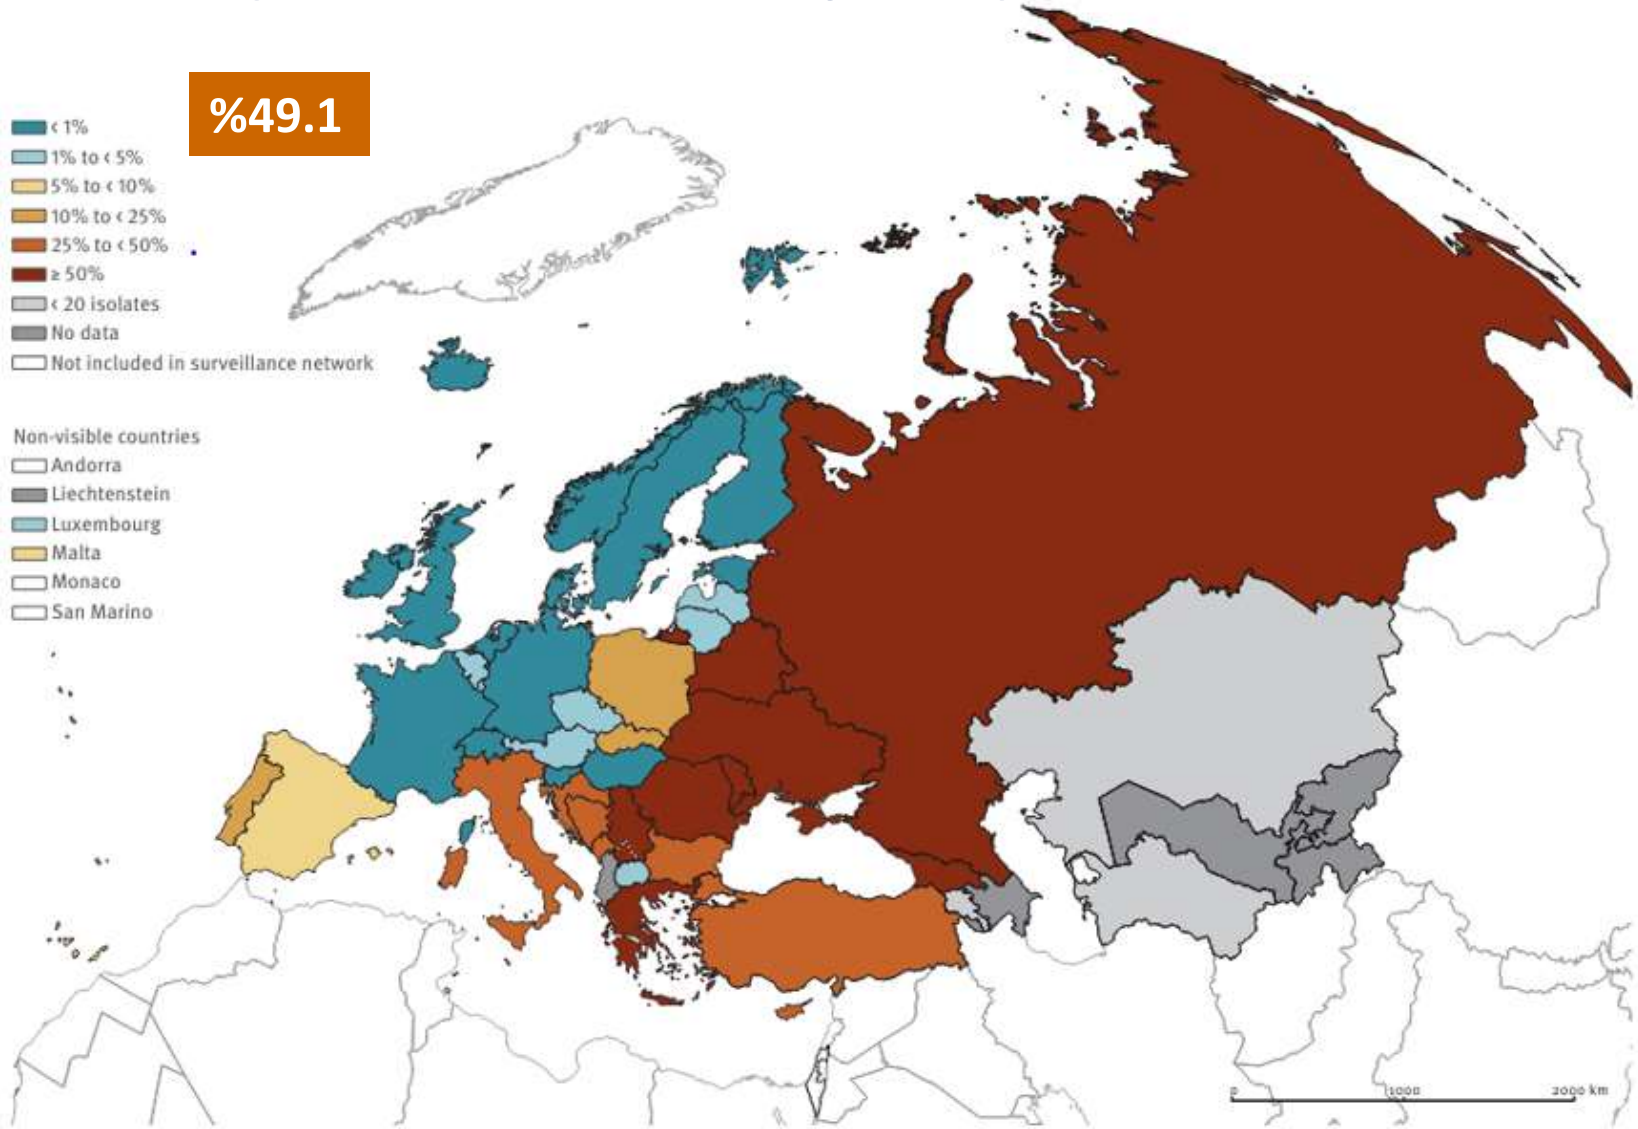 %49.1
< 1%
1% to < 5%
5% to < 10%
10% to < 25%
25% to < 50%
≥ 50%
< 20 isolates
No data
Not included in surveillance network
Non-visible countries
Andorra
Liechtenstein
Luxembourg
Malta
Monaco
San Marino
0 1000 2000 km